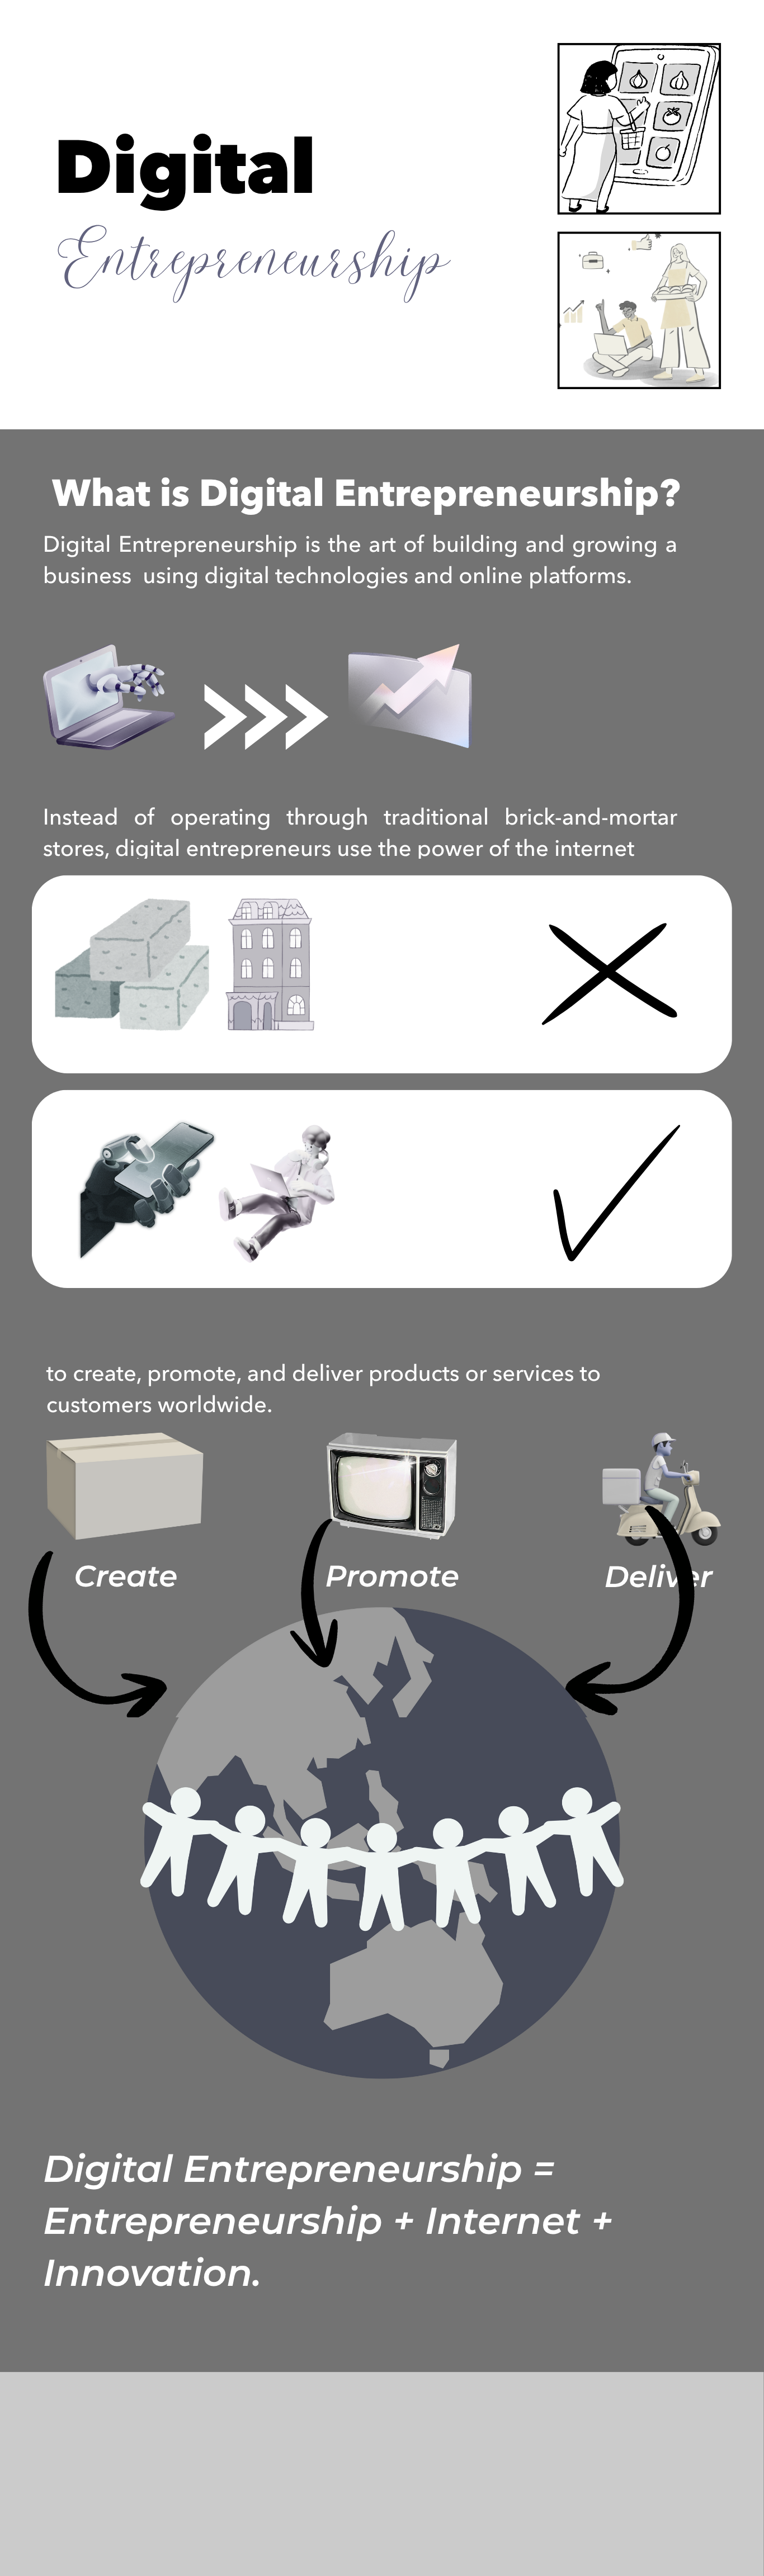 Digital
Entrepreneurship
What is Digital Entrepreneurship?
Digital Entrepreneurship is the art of building and growing a
business using digital technologies and online platforms.
Instead of operating through traditional brick-and-mortar
stores, digital entrepreneurs use the power of the internet
to create, promote, and deliver products or services to
customers worldwide.
Create
Promote
Deliver
Digital Entrepreneurship =
Entrepreneurship + Internet +
Innovation.